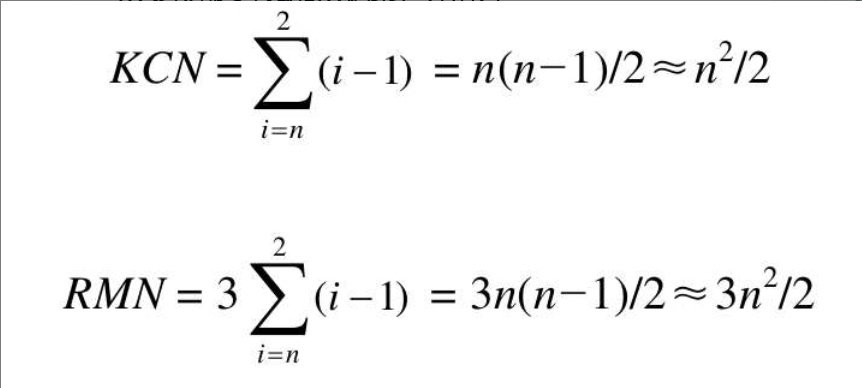 KCN = ∑_{i=n}^{2} (i – 1) = n(n–1)/2 ≈ n²/2
RMN = 3 ∑_{i=n}^{2} (i – 1) = 3n(n–1)/2 ≈ 3n²/2